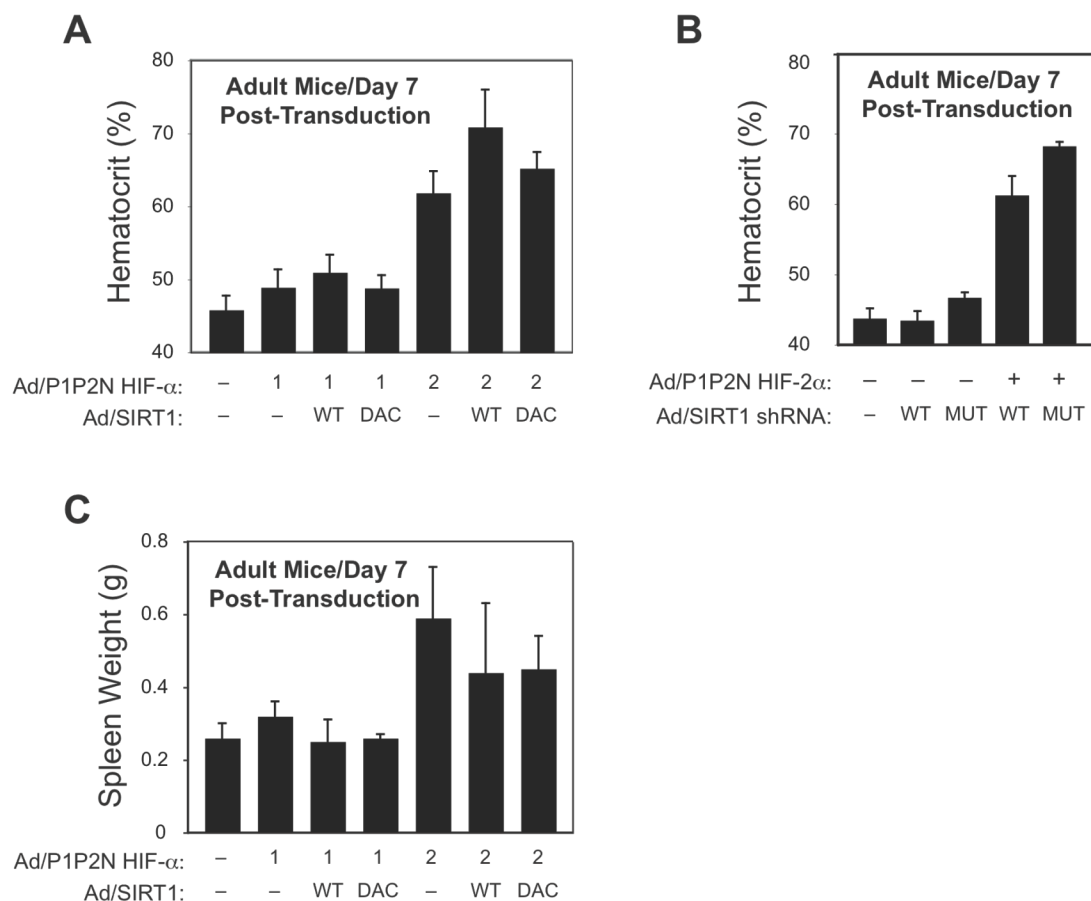 A
Adult Mice/Day 7
Post-Transduction
Hematocrit (%)
80
70
60
50
40
Ad/P1P2N HIF-α: – 1 1 1 2 2 2
Ad/SIRT1: – – WT DAC – WT DAC
B
Adult Mice/Day 7
Post-Transduction
Hematocrit (%)
80
70
60
50
40
Ad/P1P2N HIF-2α: – – – + +
Ad/SIRT1 shRNA: – WT MUT WT MUT
C
Adult Mice/Day 7
Post-Transduction
Spleen Weight (g)
0.8
0.6
0.4
0.2
0
Ad/P1P2N HIF-α: – 1 1 1 2 2 2
Ad/SIRT1: – – WT DAC – WT DAC